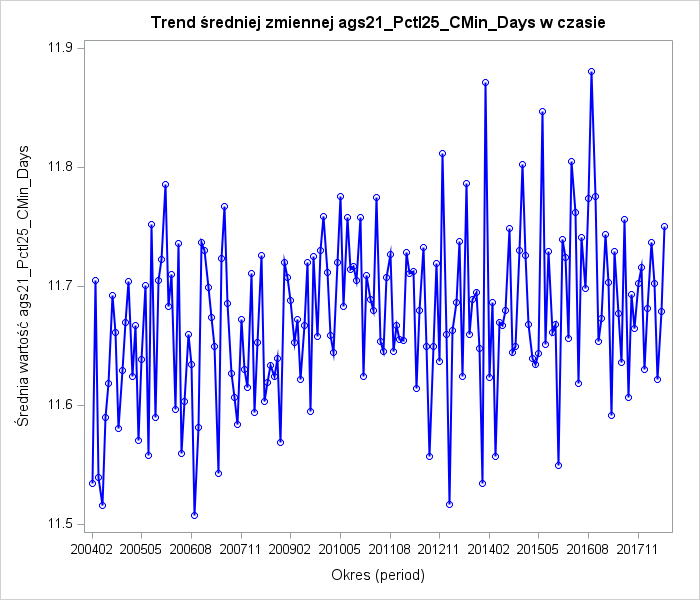 Trend średniej zmiennej ags21_Pctl25_CMin_Days w czasie
Średnia wartość ags21_Pctl25_CMin_Days
11.9
11.8
11.7
11.6
11.5
200402 200505 200608 200711 200902 201005 201108 201211 201402 201505 201608 201711
Okres (period)